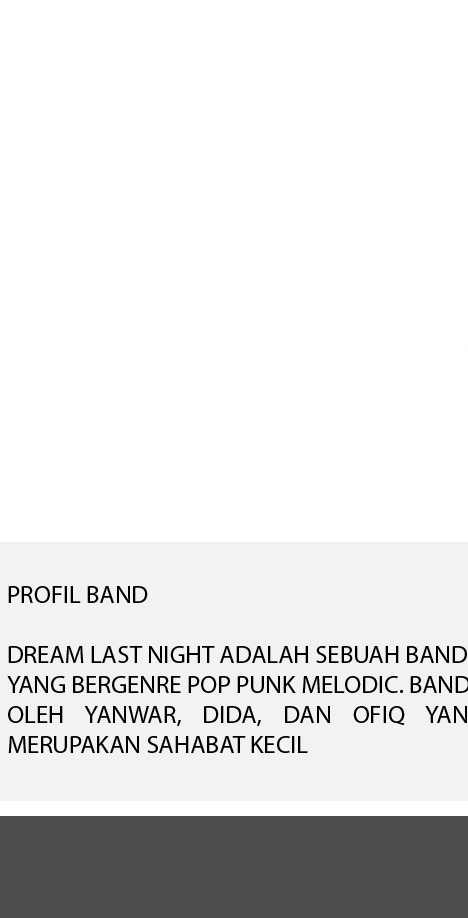 PROFIL BAND
DREAM LAST NIGHT ADALAH SEBUAH BAND
YANG BERGENRE POP PUNK MELODIC. BAND
OLEH YANWAR, DIDA, DAN OFIQ YAN
MERUPAKAN SAHABAT KECIL